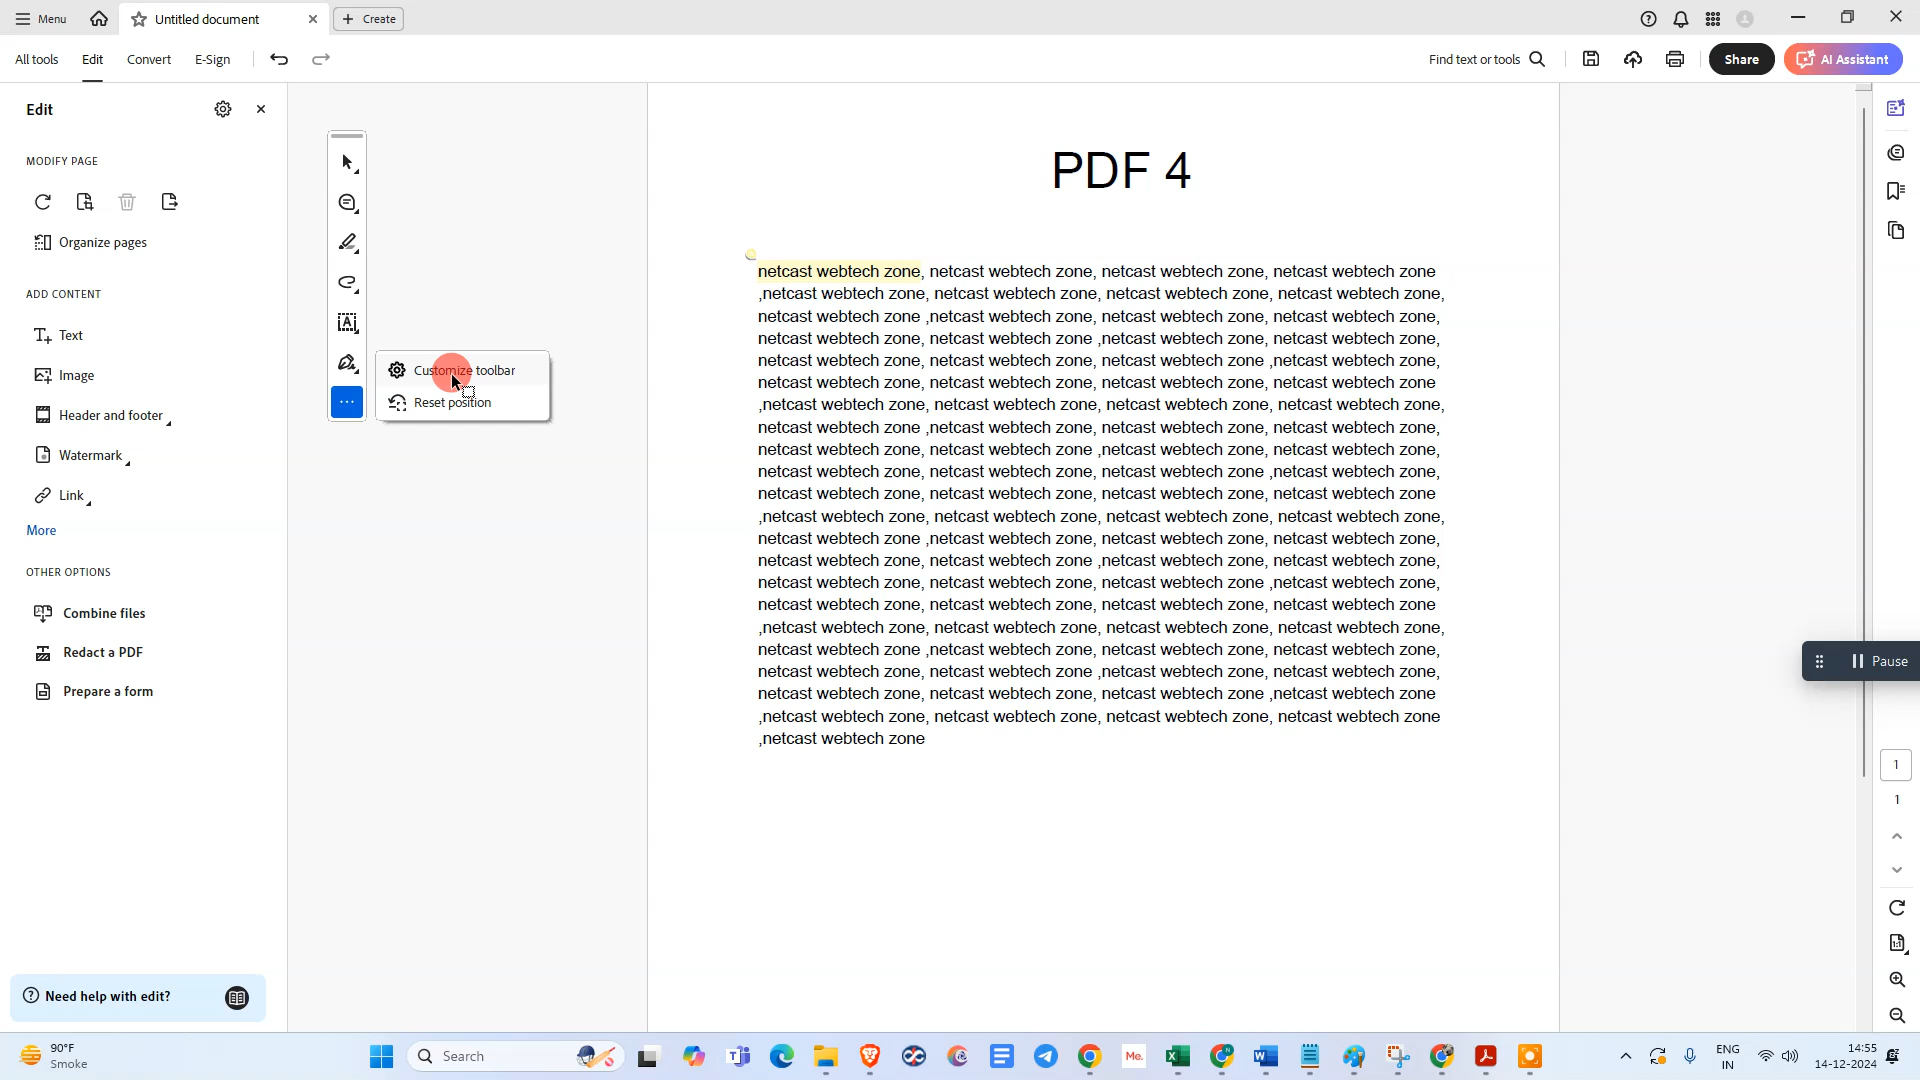 Menu
Untitled document
Create
All tools
Edit
Convert
E-Sign
Find text or tools
Share
AI Assistant
Edit
MODIFY PAGE
Organize pages
ADD CONTENT
Text
Image
Header and footer
Watermark
Link
More
OTHER OPTIONS
Combine files
Redact a PDF
Prepare a form
Need help with edit?
Customize toolbar
Reset position
PDF 4
netcast webtech zone, netcast webtech zone, netcast webtech zone, netcast webtech zone
,netcast webtech zone, netcast webtech zone, netcast webtech zone, netcast webtech zone,
netcast webtech zone ,netcast webtech zone, netcast webtech zone, netcast webtech zone,
netcast webtech zone, netcast webtech zone ,netcast webtech zone, netcast webtech zone,
netcast webtech zone, netcast webtech zone, netcast webtech zone ,netcast webtech zone,
netcast webtech zone, netcast webtech zone, netcast webtech zone, netcast webtech zone
,netcast webtech zone, netcast webtech zone, netcast webtech zone, netcast webtech zone,
netcast webtech zone ,netcast webtech zone, netcast webtech zone, netcast webtech zone,
netcast webtech zone, netcast webtech zone ,netcast webtech zone, netcast webtech zone,
netcast webtech zone, netcast webtech zone, netcast webtech zone ,netcast webtech zone,
netcast webtech zone, netcast webtech zone, netcast webtech zone, netcast webtech zone
,netcast webtech zone, netcast webtech zone, netcast webtech zone, netcast webtech zone,
netcast webtech zone ,netcast webtech zone, netcast webtech zone, netcast webtech zone,
netcast webtech zone, netcast webtech zone ,netcast webtech zone, netcast webtech zone,
netcast webtech zone, netcast webtech zone, netcast webtech zone ,netcast webtech zone,
netcast webtech zone, netcast webtech zone, netcast webtech zone, netcast webtech zone
,netcast webtech zone, netcast webtech zone, netcast webtech zone, netcast webtech zone,
netcast webtech zone ,netcast webtech zone, netcast webtech zone, netcast webtech zone,
netcast webtech zone, netcast webtech zone ,netcast webtech zone, netcast webtech zone,
netcast webtech zone, netcast webtech zone, netcast webtech zone ,netcast webtech zone
,netcast webtech zone, netcast webtech zone, netcast webtech zone, netcast webtech zone
,netcast webtech zone
Pause
1
1
90°F
Smoke
Search
Me.
ENG
IN
14:55
14-12-2024